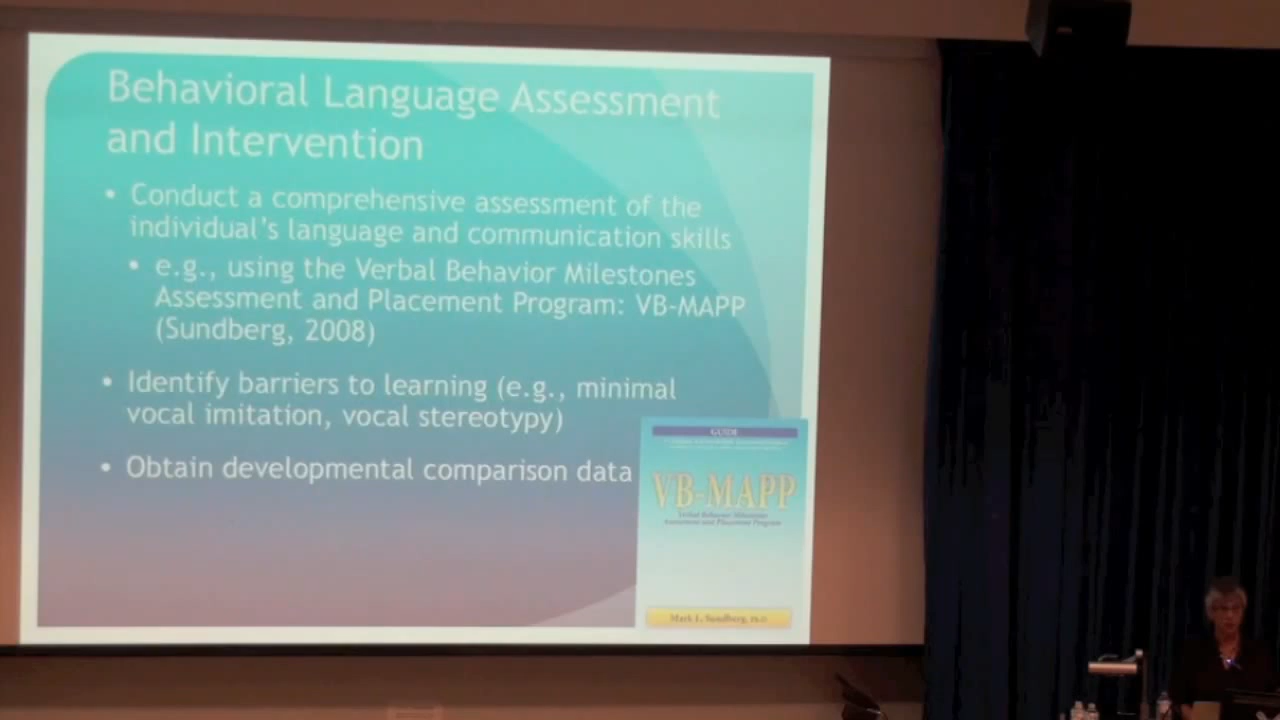 Behavioral Language Assessment
and Intervention
• Conduct a comprehensive assessment of the
individual's language and communication skills
• e.g., using the Verbal Behavior Milestones
Assessment and Placement Program: VB-MAPP
(Sundberg, 2008)
• Identify barriers to learning (e.g., minimal
vocal imitation, vocal stereotypy)
• Obtain developmental comparison data
GUIDE
VB-MAPP
Verbal Behavior Milestones
Assessment and Placement Program
Mark L. Sundberg, Ph.D.